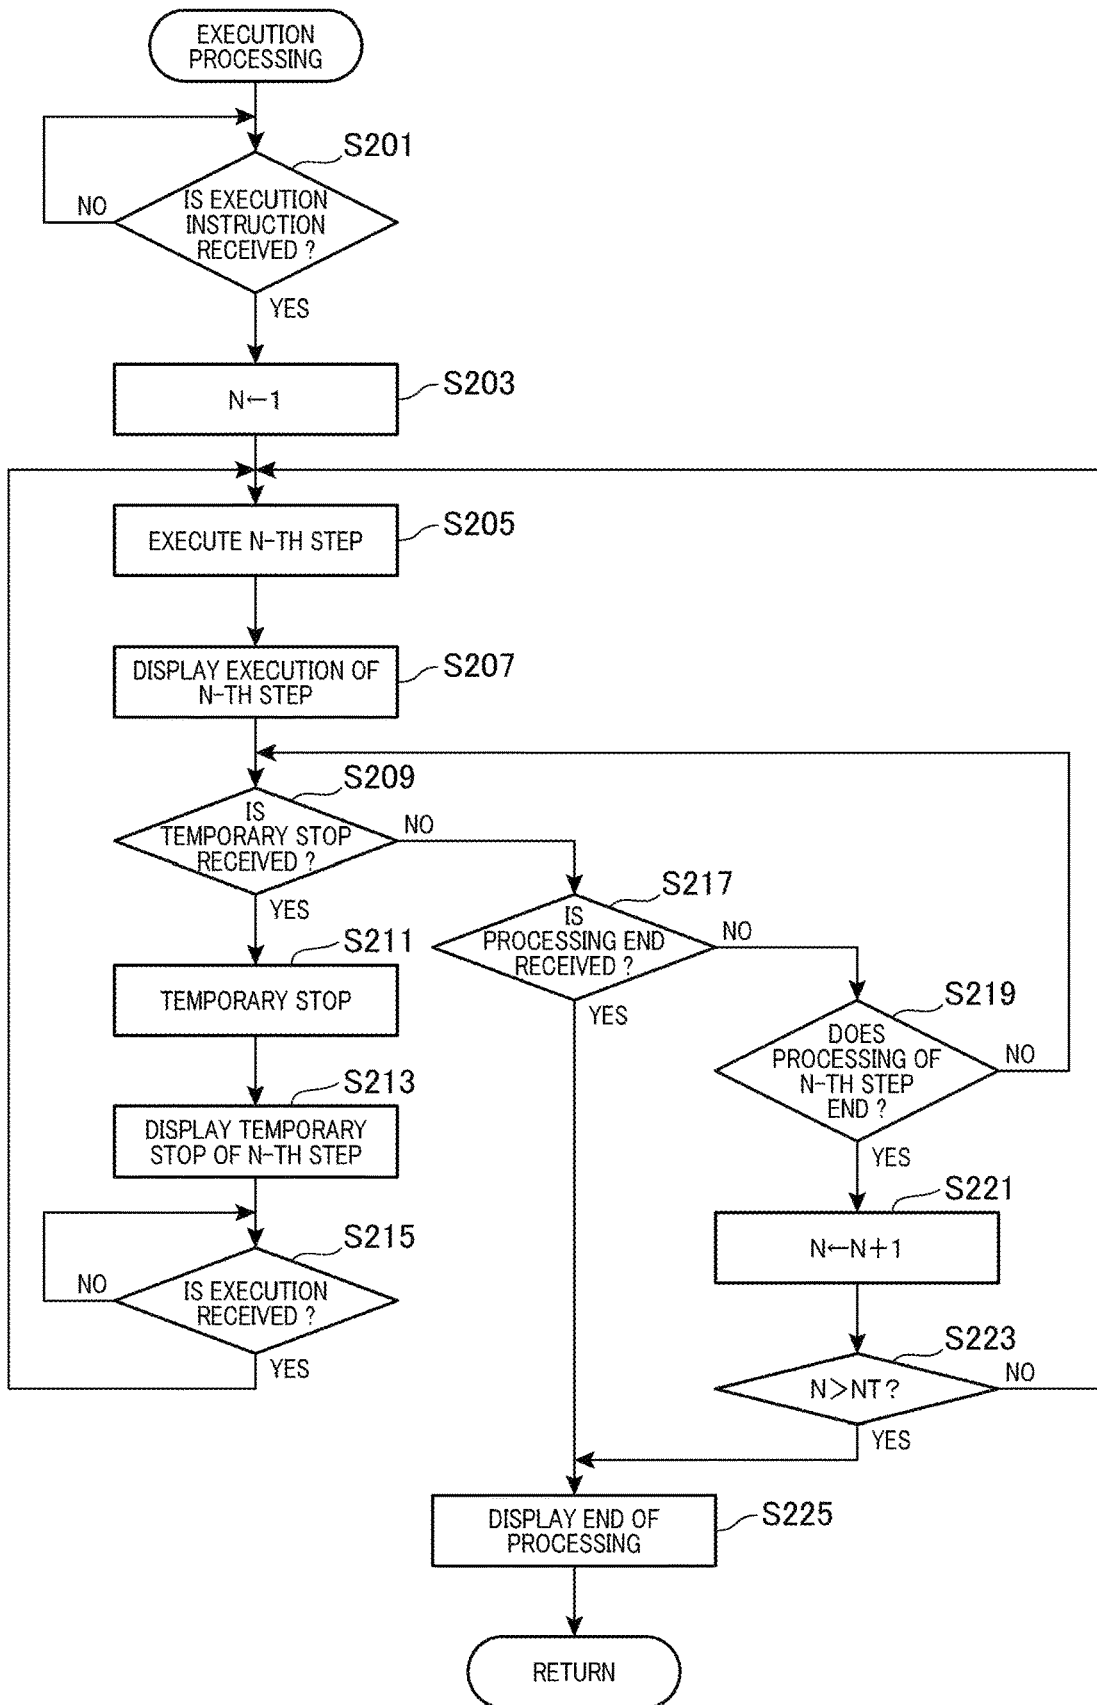 EXECUTION
PROCESSING
S201
IS EXECUTION
INSTRUCTION
RECEIVED ?
NO
YES
S203
N←1
S205
EXECUTE N-TH STEP
S207
DISPLAY EXECUTION OF
N-TH STEP
S209
IS
TEMPORARY STOP
RECEIVED ?
NO
YES
S211
TEMPORARY STOP
S213
DISPLAY TEMPORARY
STOP OF N-TH STEP
S215
IS EXECUTION
RECEIVED ?
NO
YES
S217
IS
PROCESSING END
RECEIVED ?
NO
YES
S219
DOES
PROCESSING OF
N-TH STEP
END ?
NO
YES
S221
N←N+1
S223
N>NT?
NO
YES
S225
DISPLAY END OF
PROCESSING
RETURN